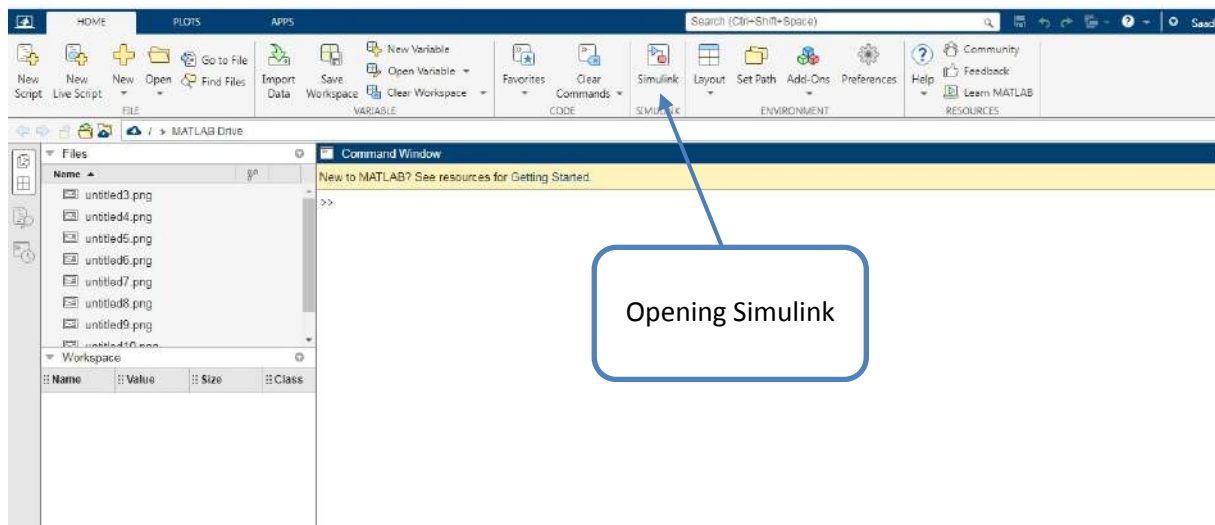 HOME PLOTS APPS Search (Ctrl+Shift+Space) Saad
New Script
New Live Script
New
Open
Go to File
Find Files
FILE
Import Data
Save Workspace
New Variable
Open Variable
Clear Workspace
VARIABLE
Favorites
Clear Commands
CODE
Simulink
SIMULINK
Layout
Set Path
Add-Ons
Preferences
ENVIRONMENT
Help
Community
Feedback
Learn MATLAB
RESOURCES
/ MATLAB Drive
Files
Name
untitled3.png
untitled4.png
untitled5.png
untitled6.png
untitled7.png
untitled8.png
untitled9.png
untitled10.png
Workspace
Name Value Size Class
Command Window
New to MATLAB? See resources for Getting Started.
>>
Opening Simulink